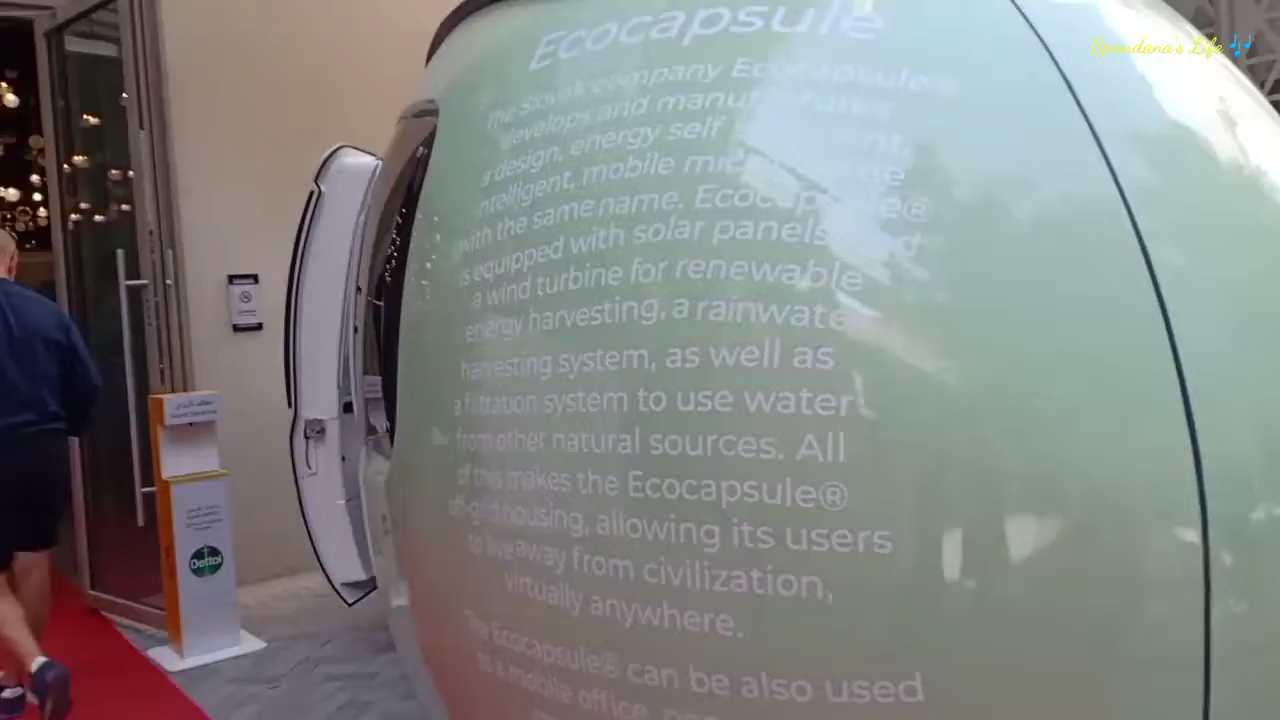 Ecocapsule
The Slovak company Ecocapsule®
develops and manufactures
a design, energy self
intelligent, mobile
with the same name. Ecocapsule®
is equipped with solar panels and
a wind turbine for renewable
energy harvesting, a rainwater
harvesting system, as well as
a filtration system to use water
from other natural sources. All
of this makes the Ecocapsule®
off-grid housing, allowing its users
to live away from civilization,
virtually anywhere.
The Ecocapsule® can be also used
as a mobile office,
Spandana's Life 🎶
Dettol